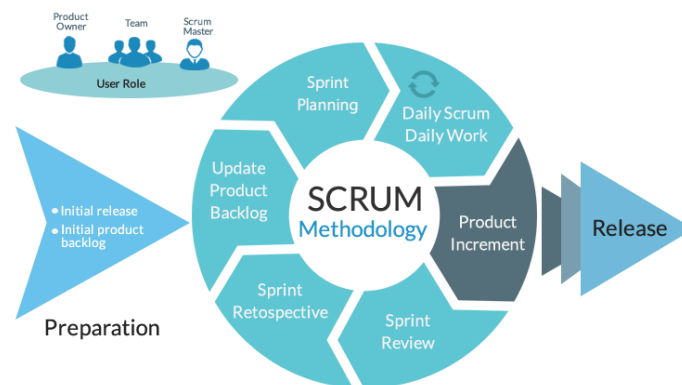 Product
Owner
Team
Scrum
Master
User Role
Sprint
Planning
Daily Scrum
Daily Work
Update
Product
Backlog
SCRUM
Methodology
Product
Increment
Release
Initial release
Initial product
backlog
Preparation
Sprint
Retospective
Sprint
Review